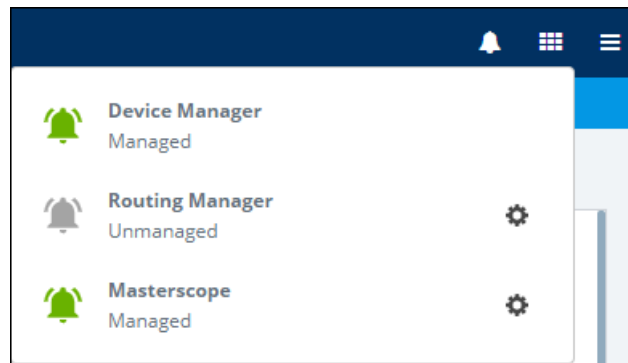 Device Manager
Managed
Routing Manager
Unmanaged
Masterscope
Managed